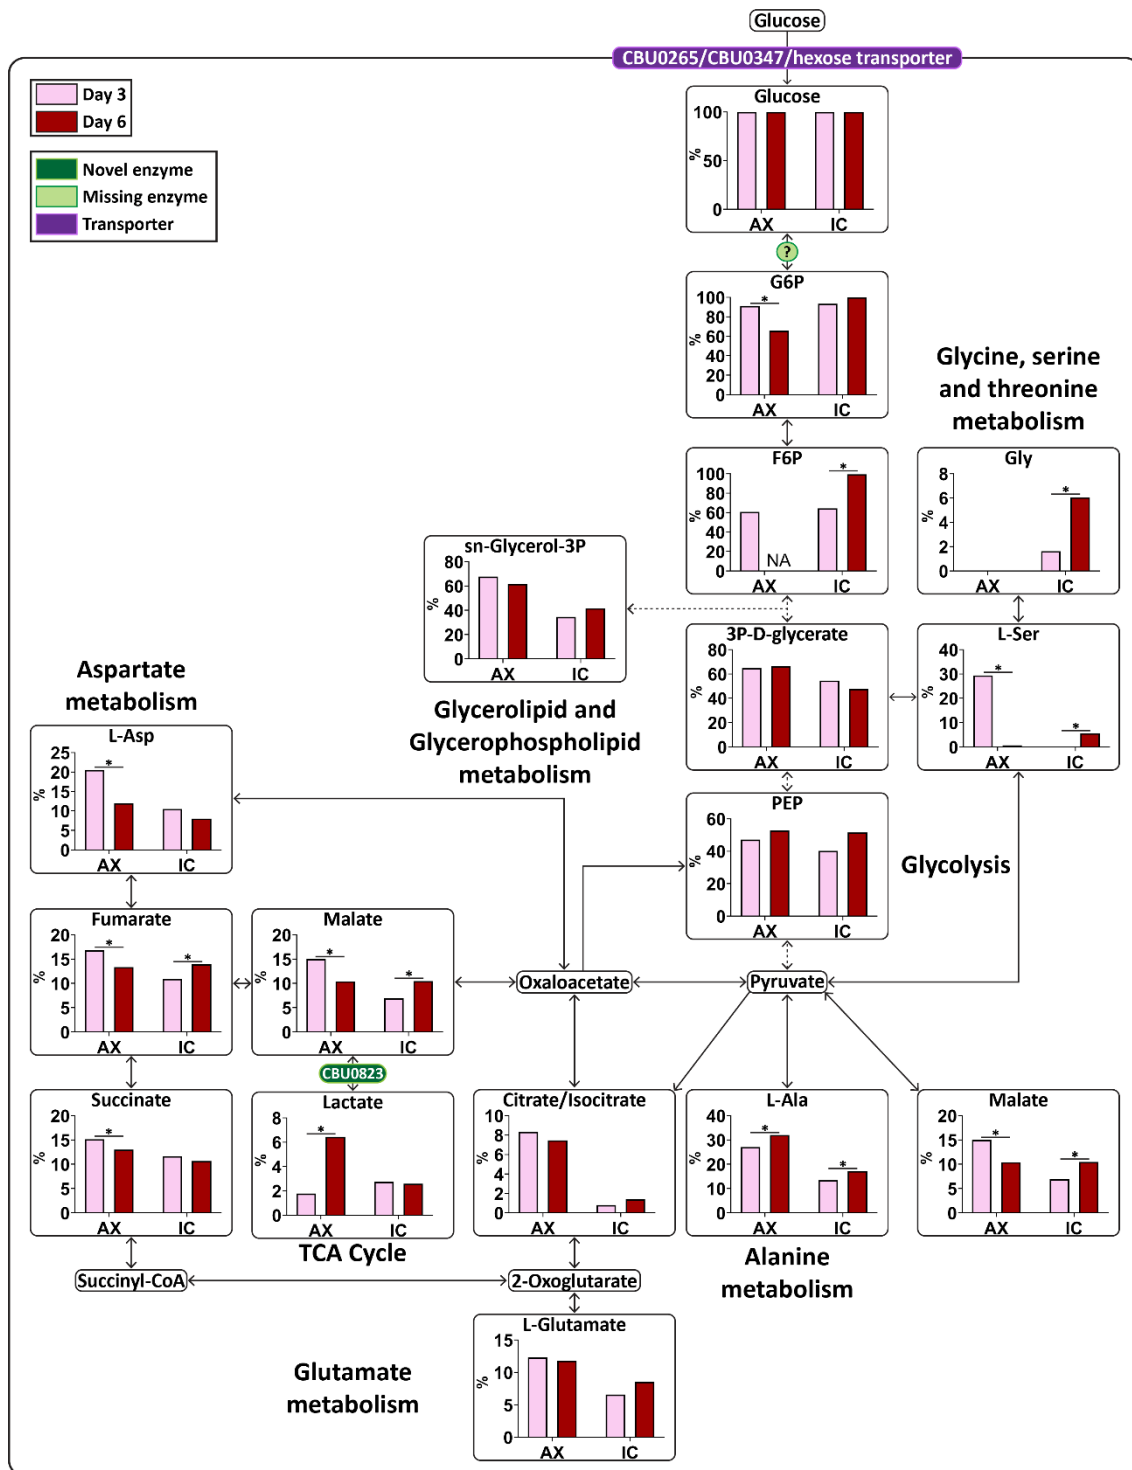 Glucose
CBU0265/CBU0347/hexose transporter
Day 3
Day 6
Novel enzyme
Missing enzyme
Transporter
Glucose
%
100
50
0
AX IC
?
G6P
%
100
80
60
40
20
0
*
AX IC
Glycine, serine
and threonine
metabolism
F6P
%
100
80
60
40
20
0
NA
*
AX IC
Gly
%
8
6
4
2
0
*
AX IC
sn-Glycerol-3P
%
80
60
40
20
0
AX IC
Glycerolipid and
Glycerophospholipid
metabolism
3P-D-glycerate
%
80
60
40
20
0
AX IC
L-Ser
%
40
30
20
10
0
*
*
AX IC
Aspartate
metabolism
L-Asp
%
25
20
15
10
5
0
*
AX IC
PEP
%
60
40
20
0
AX IC
Glycolysis
Fumarate
%
20
15
10
5
0
*
*
AX IC
Malate
%
20
15
10
5
0
*
*
AX IC
Oxaloacetate
Pyruvate
CBU0823
Succinate
%
20
15
10
5
0
*
AX IC
Lactate
%
8
6
4
2
0
*
AX IC
TCA Cycle
Citrate/Isocitrate
%
10
8
6
4
2
0
AX IC
L-Ala
%
40
30
20
10
0
*
*
AX IC
Alanine
metabolism
Malate
%
20
15
10
5
0
*
*
AX IC
Succinyl-CoA
2-Oxoglutarate
L-Glutamate
%
15
10
5
0
AX IC
Glutamate
metabolism